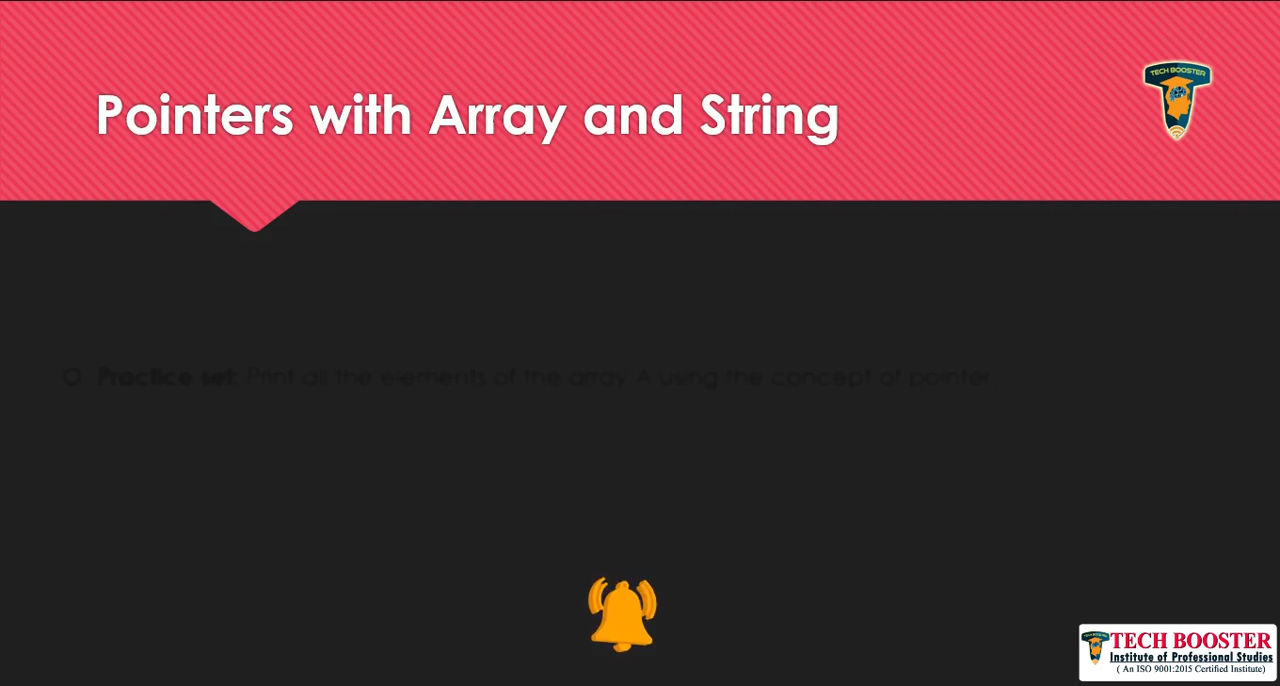 Pointers with Array and String
TECH BOOSTER
Practice set: Print all the elements of the array A using the concept of pointer
TECH BOOSTER
Institute of Professional Studies
( An ISO 9001:2015 Certified Institute)